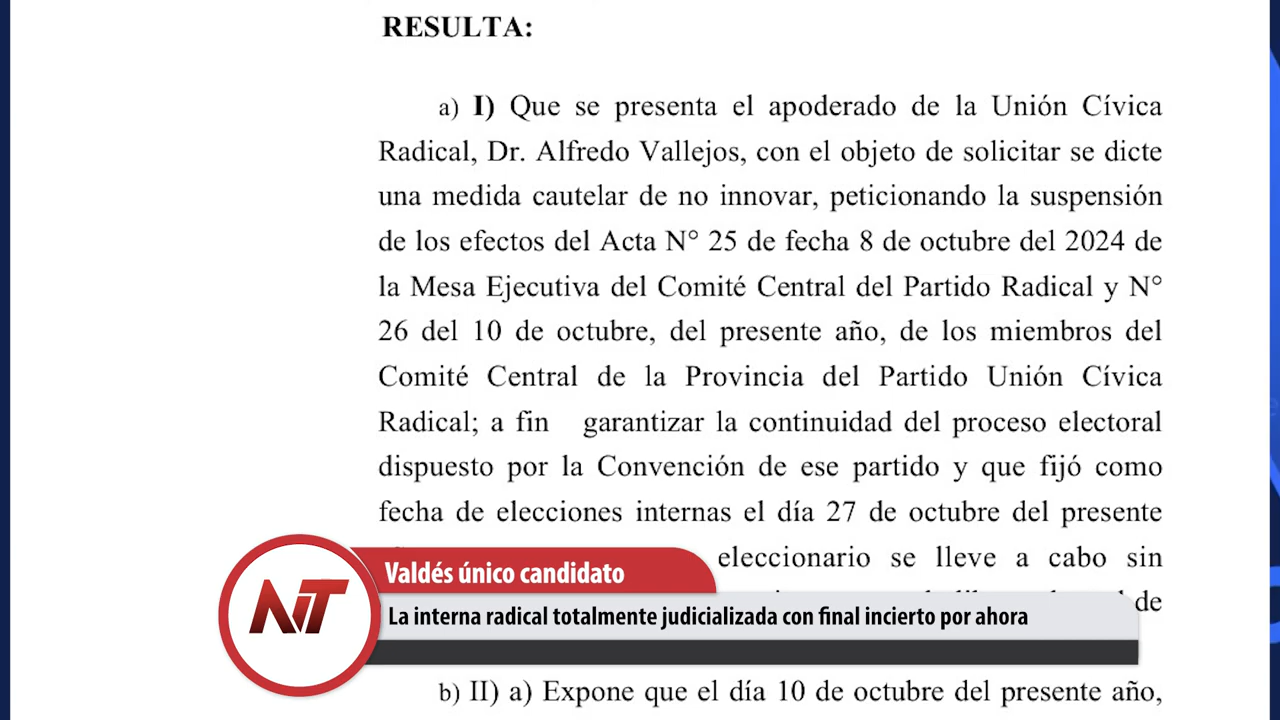 RESULTA:
a) I) Que se presenta el apoderado de la Unión Cívica
Radical, Dr. Alfredo Vallejos, con el objeto de solicitar se dicte
una medida cautelar de no innovar, peticionando la suspensión
de los efectos del Acta N° 25 de fecha 8 de octubre del 2024 de
la Mesa Ejecutiva del Comité Central del Partido Radical y N°
26 del 10 de octubre, del presente año, de los miembros del
Comité Central de la Provincia del Partido Unión Cívica
Radical; a fin garantizar la continuidad del proceso electoral
dispuesto por la Convención de ese partido y que fijó como
fecha de elecciones internas el día 27 de octubre del presente
eleccionario se lleve a cabo sin
de
NT
Valdés único candidato
La interna radical totalmente judicializada con final incierto por ahora
b) II) a) Expone que el día 10 de octubre del presente año,